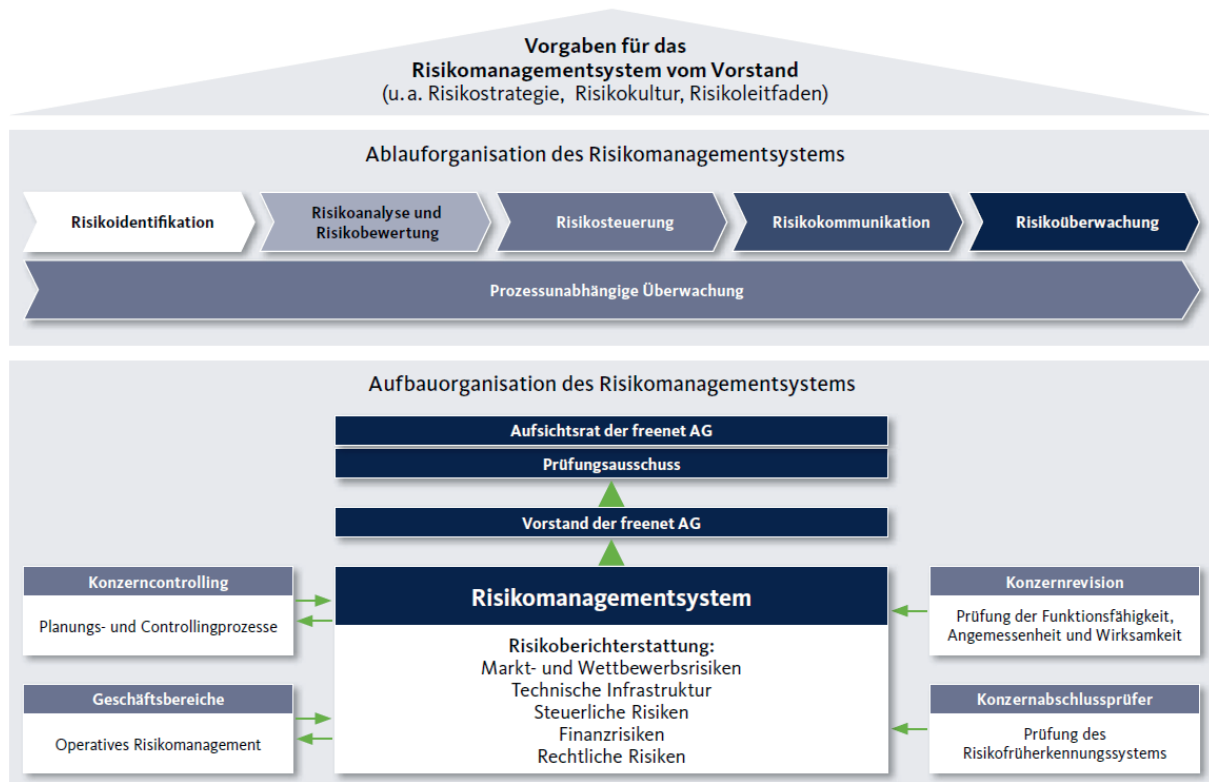 Vorgaben für das
Risikomanagementsystem vom Vorstand
(u. a. Risikostrategie, Risikokultur, Risikoleitfaden)
Ablauforganisation des Risikomanagementsystems
Risikoidentifikation
Risikoanalyse und
Risikobewertung
Risikosteuerung
Risikokommunikation
Risikoüberwachung
Prozessunabhängige Überwachung
Aufbauorganisation des Risikomanagementsystems
Aufsichtsrat der freenet AG
Prüfungsausschuss
Vorstand der freenet AG
Konzerncontrolling
Planungs- und Controllingprozesse
Geschäftsbereiche
Operatives Risikomanagement
Risikomanagementsystem
Risikoberichterstattung:
Markt- und Wettbewerbsrisiken
Technische Infrastruktur
Steuerliche Risiken
Finanzrisiken
Rechtliche Risiken
Konzernrevision
Prüfung der Funktionsfähigkeit,
Angemessenheit und Wirksamkeit
Konzernabschlussprüfer
Prüfung des
Risikofrüherkennungssystems